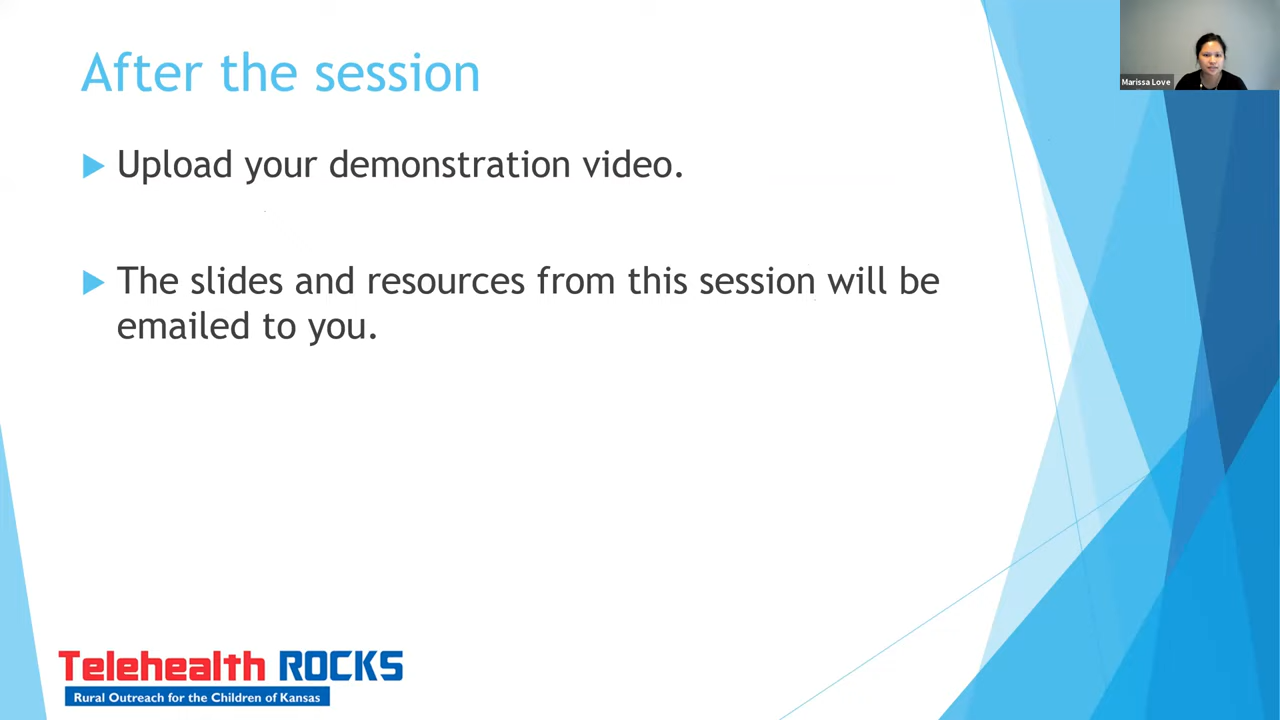 After the session
Upload your demonstration video.
The slides and resources from this session will be
emailed to you.
Marissa Love
Telehealth ROCKS
Rural Outreach for the Children of Kansas